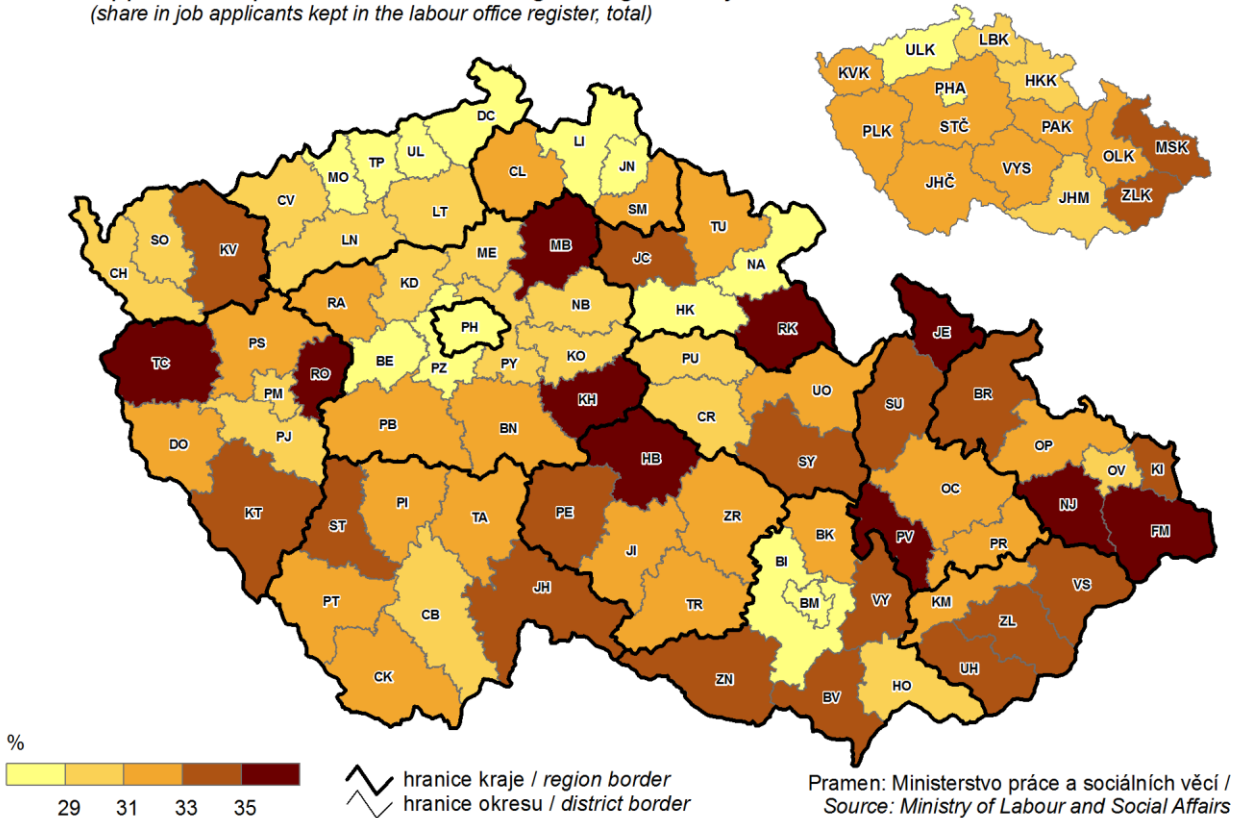 (share in job applicants kept in the labour office register, total)
ULK
LBK
KVK
HKK
PHA
PLK
STČ
PAK
MSK
OLK
VYS
JHČ
ZLK
JHM
DC
UL
LI
TP
JN
MO
CL
CV
LT
SM
TU
SO
LN
KV
ME
MB
JC
CH
NA
KD
RA
NB
HK
PH
RK
JE
PS
KO
PU
TC
BE
PY
RO
PZ
UO
BR
PM
KH
SU
CR
PB
BN
PJ
DO
OP
HB
SY
OV
KI
OC
PI
NJ
KT
PE
TA
ZR
ST
FM
BK
FV
PR
JI
BI
VS
JH
PT
TR
BM
VY
KM
CB
ZL
UH
CK
ZN
HO
BV
%
29 31 33 35
hranice kraje / region border
hranice okresu / district border
Pramen: Ministerstvo práce a sociálních věcí /
Source: Ministry of Labour and Social Affairs